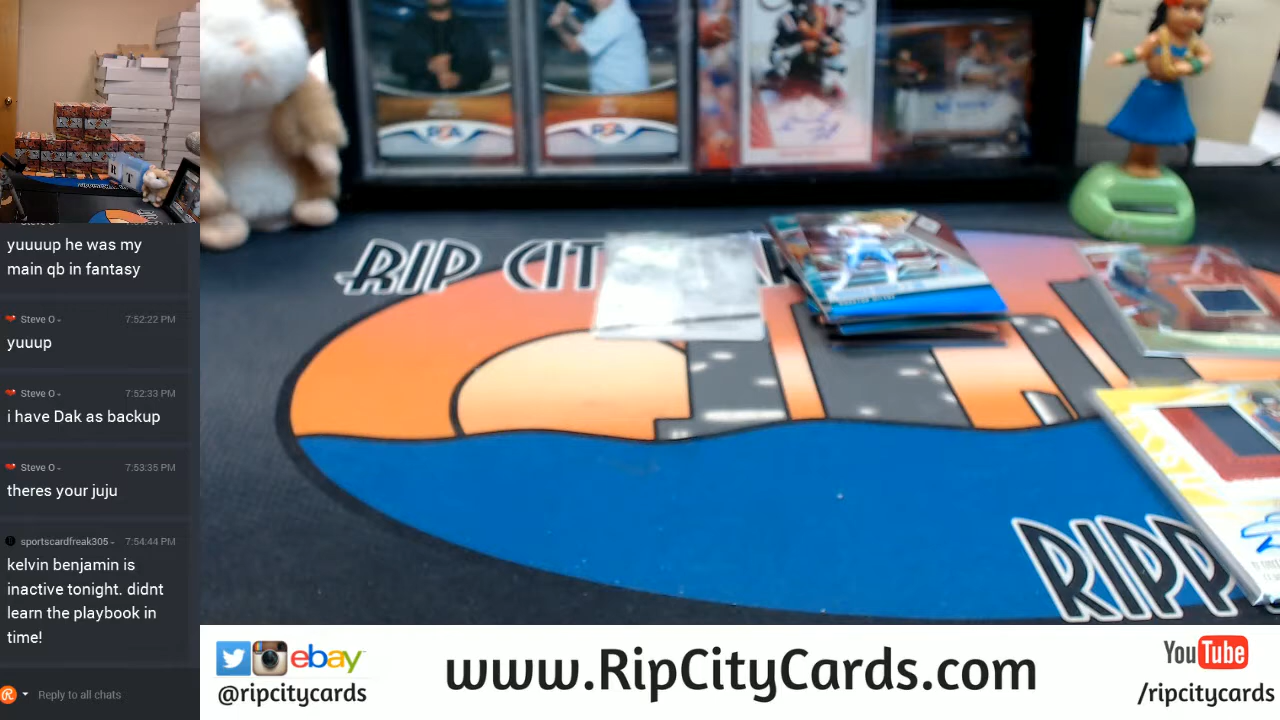 yuuuup he was my
main qb in fantasy
Steve O
7:52:22 PM
yuuup
Steve O
7:52:33 PM
i have Dak as backup
Steve O
7:53:35 PM
theres your juju
sportscardfreak305
7:54:44 PM
kelvin benjamin is
inactive tonight. didnt
learn the playbook in
time!
Reply to all chats
RIP CIT
RIPP
ebay
@ripcitycards
www.RipCityCards.com
YouTube
/ripcitycards